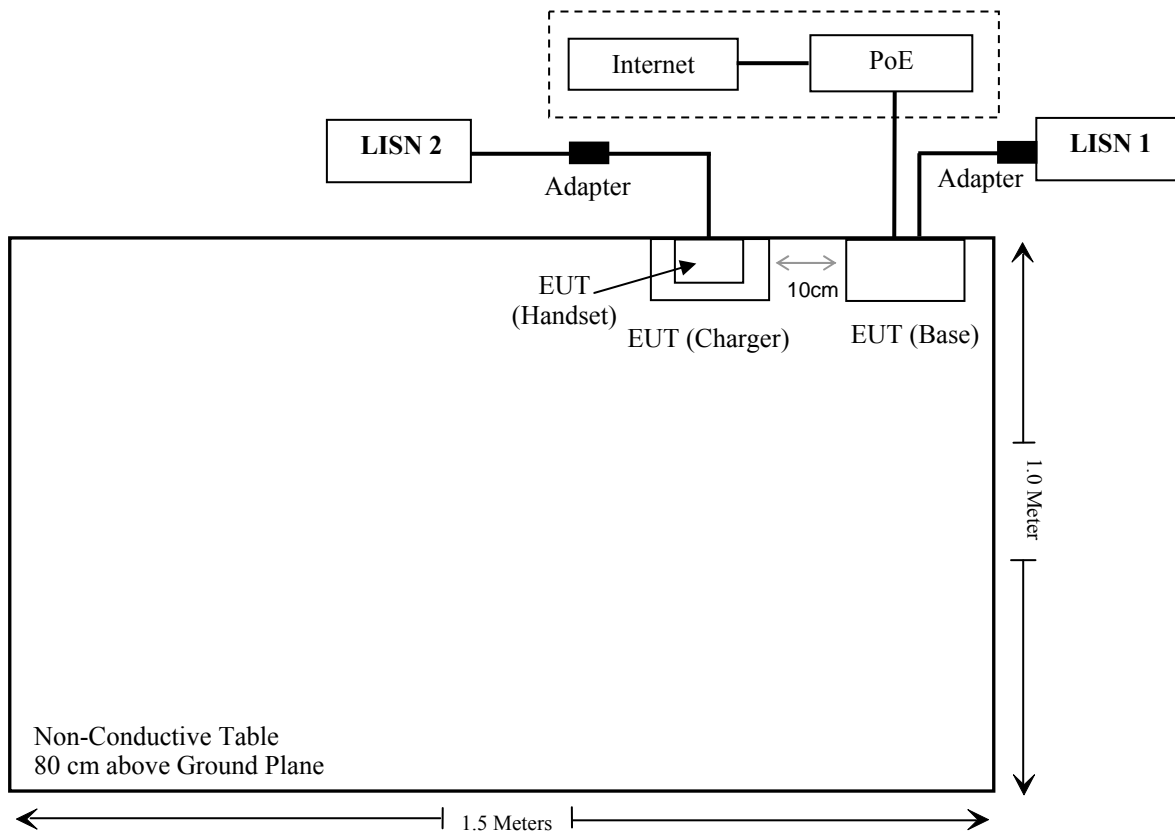 Internet
PoE
LISN 2
LISN 1
Adapter
Adapter
EUT
(Handset)
10cm
EUT (Charger)
EUT (Base)
1.0 Meter
Non-Conductive Table
80 cm above Ground Plane
1.5 Meters